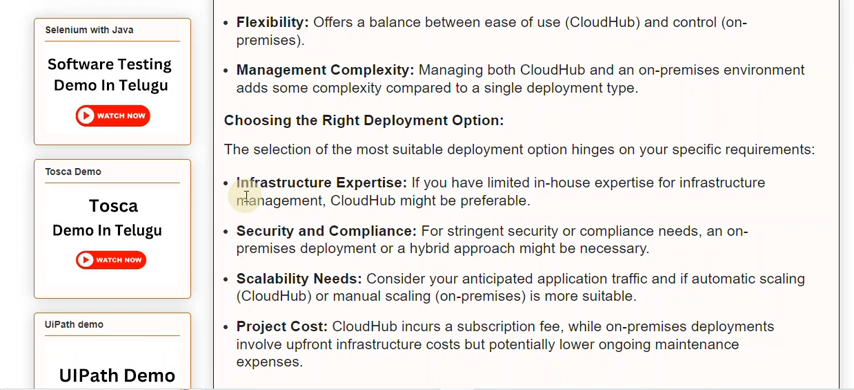 Selenium with Java
Software Testing
Demo In Telugu
WATCH NOW
Tosca Demo
Tosca
Demo In Telugu
WATCH NOW
UiPath demo
UIPath Demo
• Flexibility: Offers a balance between ease of use (CloudHub) and control (on-
premises).
• Management Complexity: Managing both CloudHub and an on-premises environment
adds some complexity compared to a single deployment type.
Choosing the Right Deployment Option:
The selection of the most suitable deployment option hinges on your specific requirements:
• Infrastructure Expertise: If you have limited in-house expertise for infrastructure
management, CloudHub might be preferable.
• Security and Compliance: For stringent security or compliance needs, an on-
premises deployment or a hybrid approach might be necessary.
• Scalability Needs: Consider your anticipated application traffic and if automatic scaling
(CloudHub) or manual scaling (on-premises) is more suitable.
• Project Cost: CloudHub incurs a subscription fee, while on-premises deployments
involve upfront infrastructure costs but potentially lower ongoing maintenance
expenses.